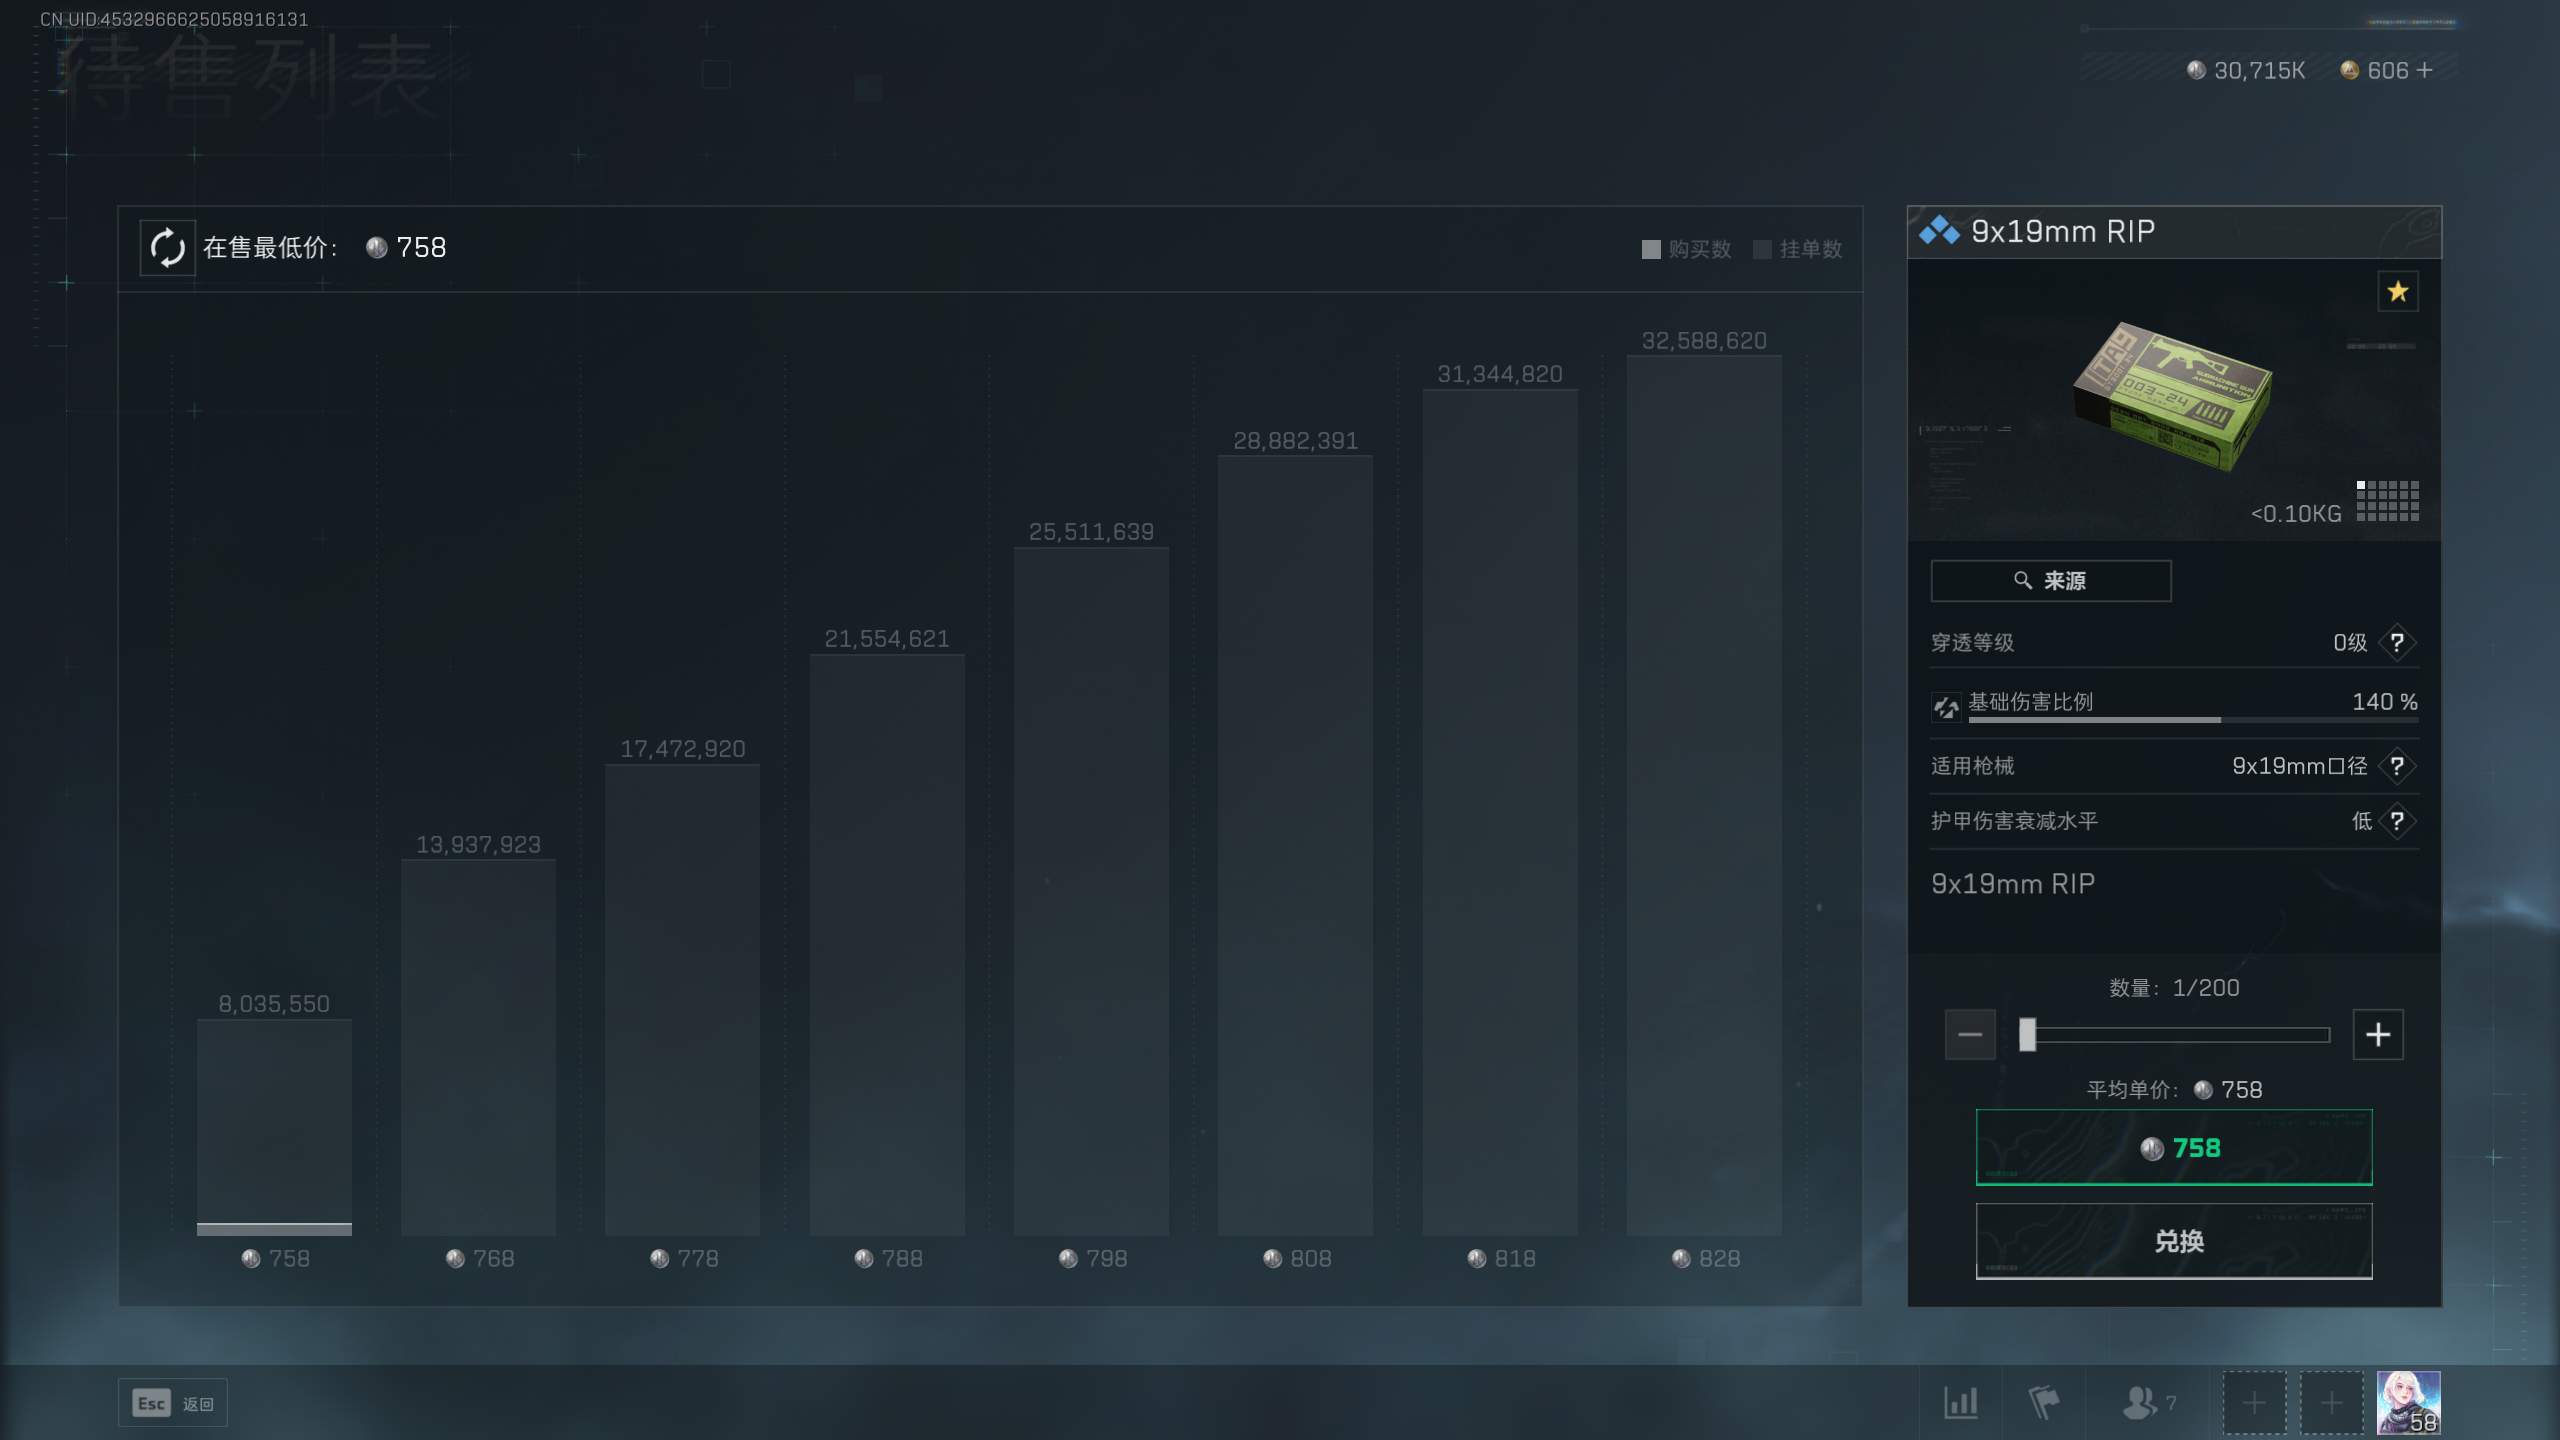 CN UID:4532966625058916131
待售列表
30,715K 606 +
在售最低价： 758
购买数 挂单数
8,035,550
13,937,923
17,472,920
21,554,621
25,511,639
28,882,391
31,344,820
32,588,620
758 768 778 788 798 808 818 828
9x19mm RIP
003-24
SUBMACHINE GUN
AMMUNITION
<0.10KG
来源
穿透等级 0级 ?
基础伤害比例 140 %
适用枪械 9x19mm口径 ?
护甲伤害衰减水平 低 ?
9x19mm RIP
数量：1/200
平均单价： 758
758
兑换
Esc 返回
7
58